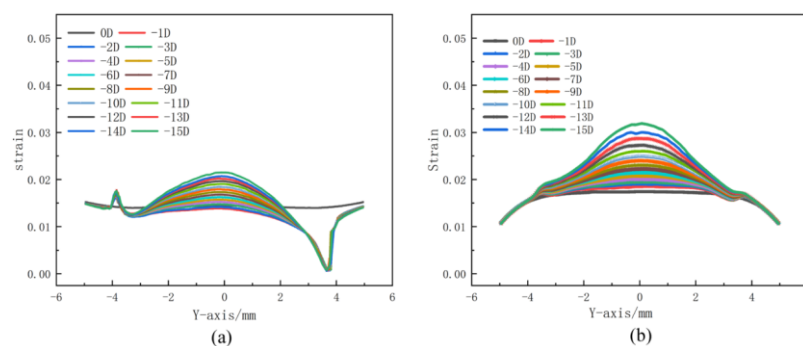 0.05
0.04
0.03
0.02
0.01
0.00
strain
0D -1D
-2D -3D
-4D -5D
-6D -7D
-8D -9D
-10D -11D
-12D -13D
-14D -15D
-6 -4 -2 0 2 4 6
Y-axis/mm
(a)
0.05
0.04
0.03
0.02
0.01
0.00
Strain
0D -1D
-2D -3D
-4D -5D
-6D -7D
-8D -9D
-10D -11D
-12D -13D
-14D -15D
-6 -4 -2 0 2 4 6
Y-axis/mm
(b)